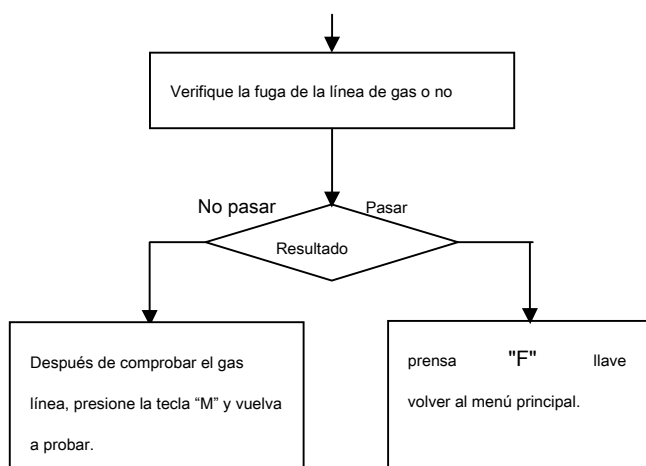 Verifique la fuga de la línea de gas o no
No pasar
Pasar
Resultado
Después de comprobar el gas
línea, presione la tecla “M” y vuelva
a probar.
prensa "F" llave
volver al menú principal.